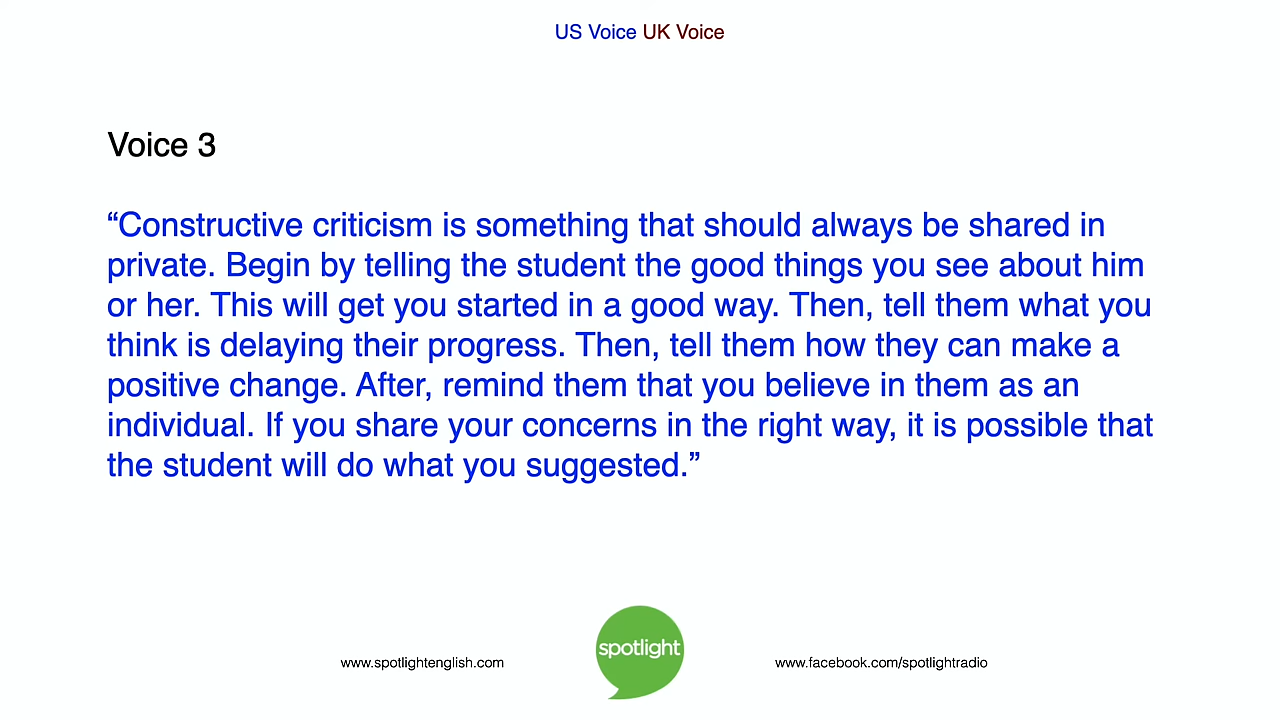 US Voice UK Voice
Voice 3
“Constructive criticism is something that should always be shared in
private. Begin by telling the student the good things you see about him
or her. This will get you started in a good way. Then, tell them what you
think is delaying their progress. Then, tell them how they can make a
positive change. After, remind them that you believe in them as an
individual. If you share your concerns in the right way, it is possible that
the student will do what you suggested.”
www.spotlightenglish.com
spotlight
www.facebook.com/spotlightradio